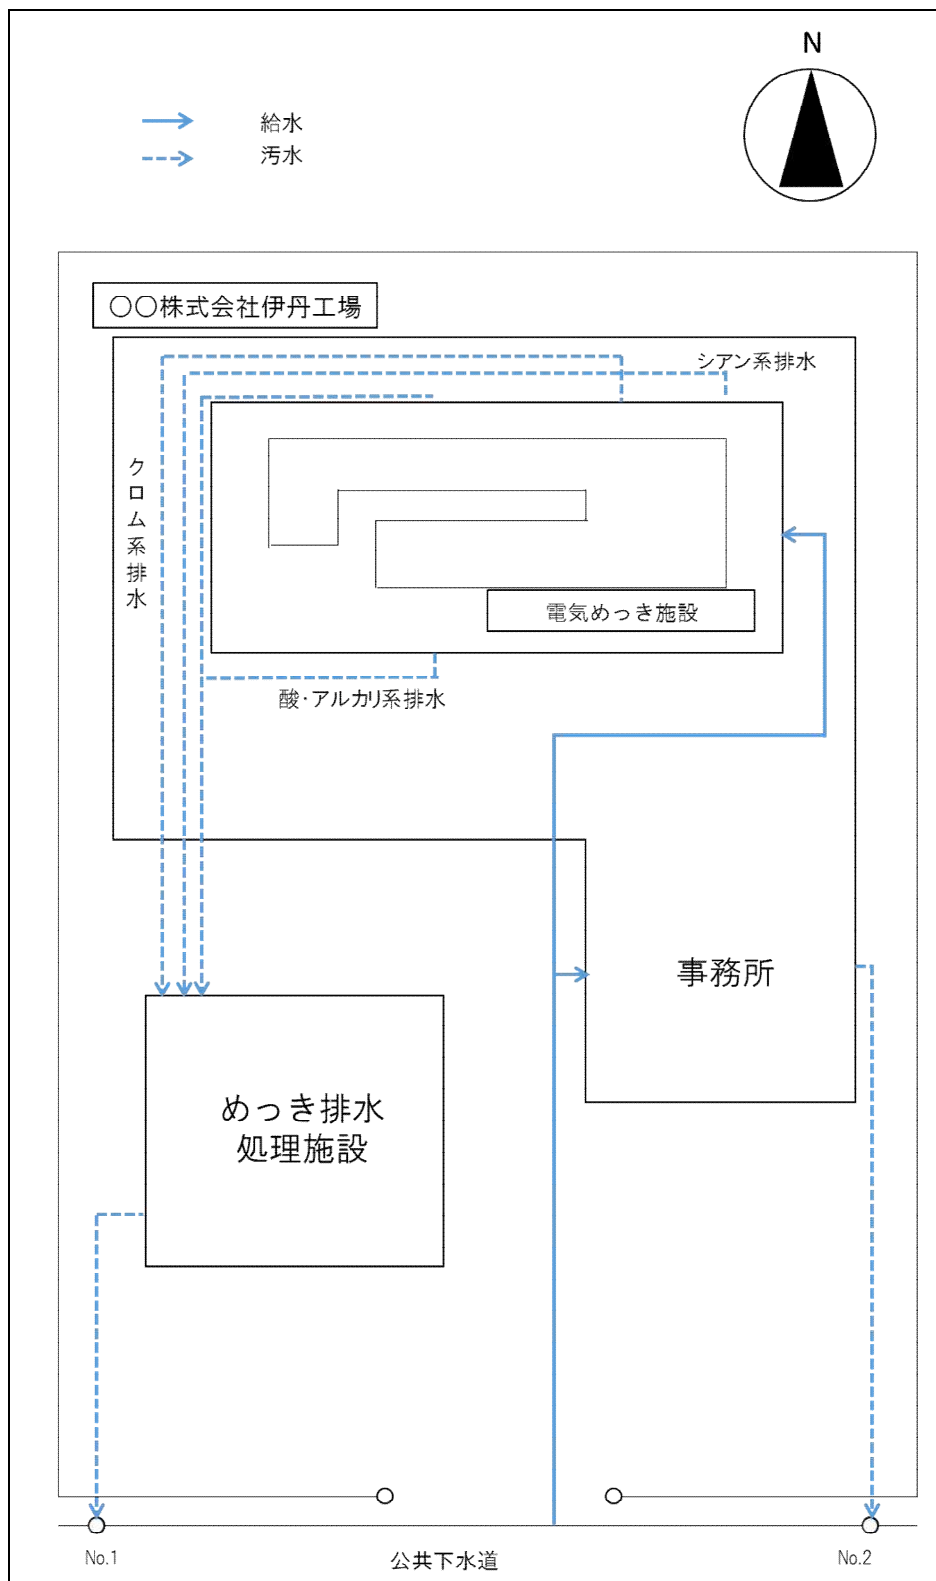 N
給水
汚水
〇〇株式会社伊丹工場
シアン系排水
クロム系排水
電気めっき施設
酸・アルカリ系排水
事務所
めっき排水
処理施設
No.1
公共下水道
No.2